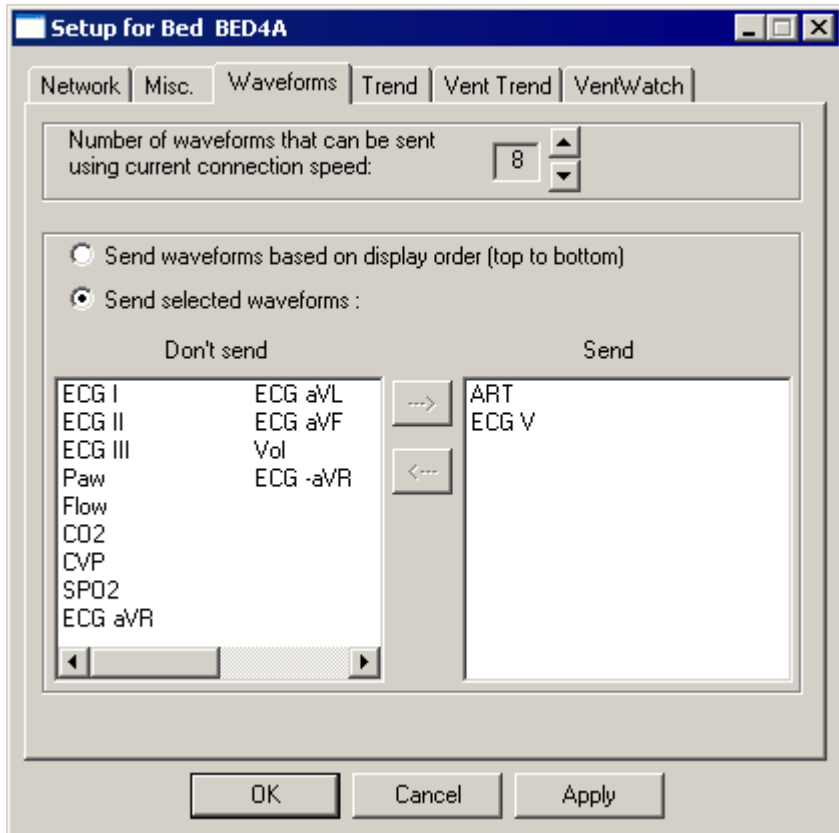 Setup for Bed BED4A
Network Misc. Waveforms Trend Vent Trend VentWatch
Number of waveforms that can be sent
using current connection speed:
8
Send waveforms based on display order (top to bottom)
Send selected waveforms :
Don't send
Send
ECG I ECG aVL
ECG II ECG aVF
ECG III Vol
Paw ECG -aVR
Flow
CO2
CVP
SPO2
ECG aVR
--->
<---
ART
ECG V
OK Cancel Apply